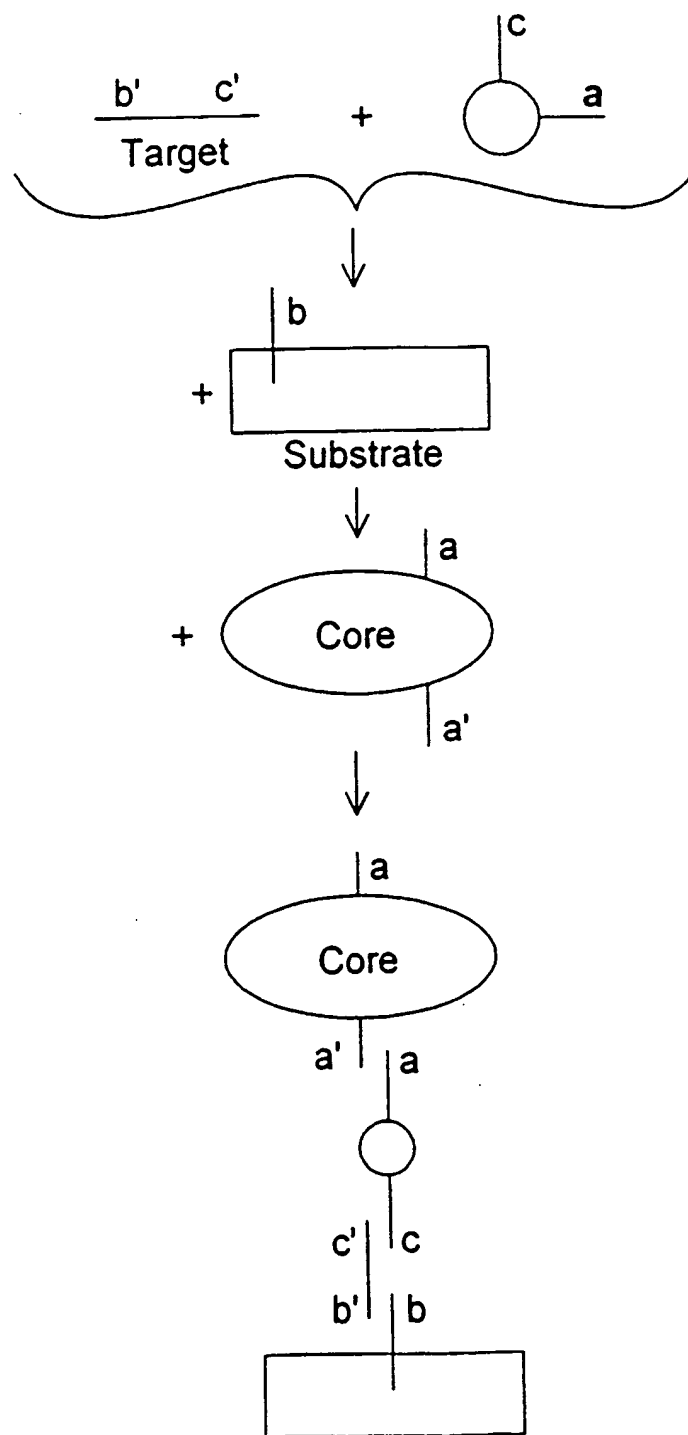 c
b' c' + a
Target
b
+
Substrate
a
+ Core
a'
a
Core
a' a
c' c
b' b